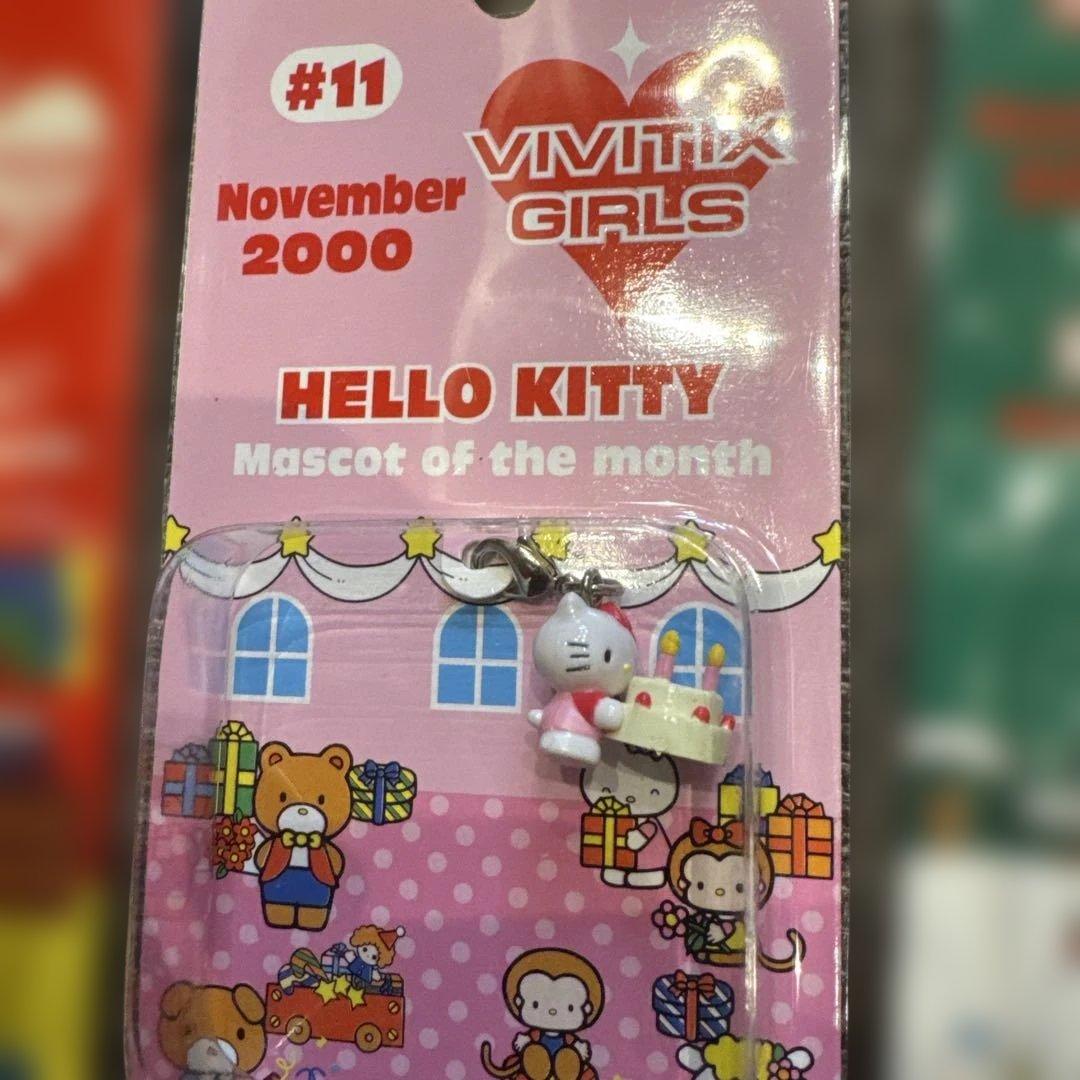 #11
VIVITIX
GIRLS
November
2000
HELLO KITTY
Mascot of the month